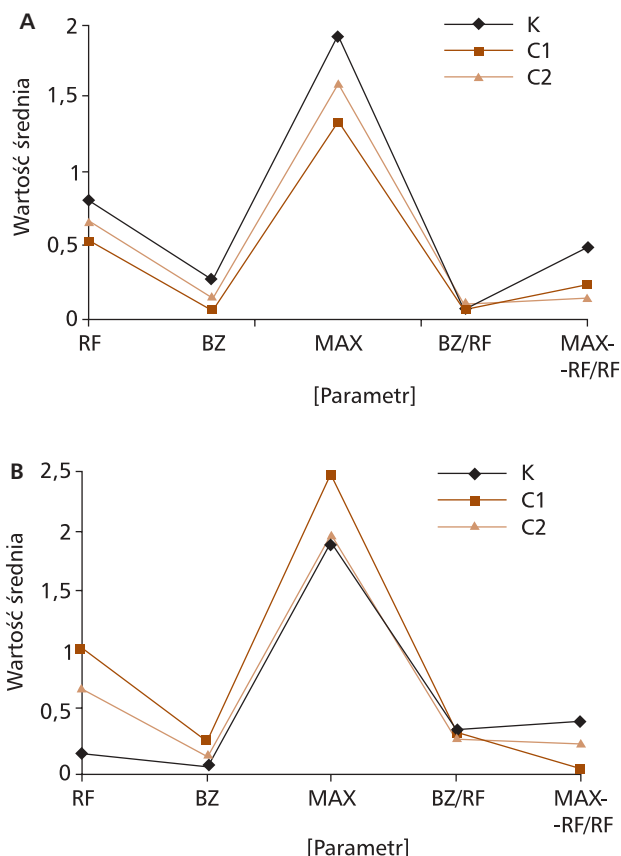 A
K
C1
C2
Wartość średnia
2
1,5
1
0,5
0
RF BZ MAX BZ/RF MAX-
-RF/RF
[Parametr]
B
K
C1
C2
Wartość średnia
2,5
2
1,5
1
0,5
0
RF BZ MAX BZ/RF MAX-
-RF/RF
[Parametr]